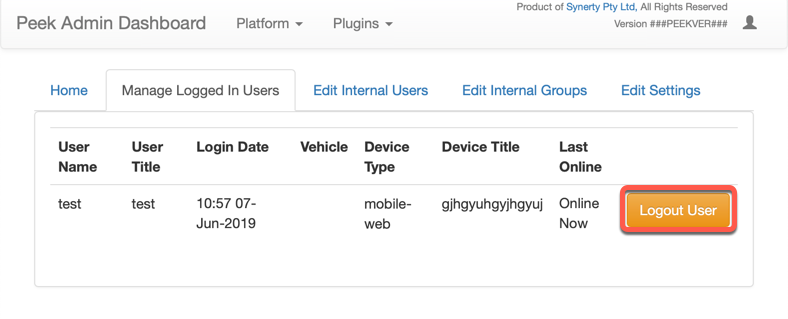 Product of Synerty Pty Ltd, All Rights Reserved
Peek Admin Dashboard Platform Plugins Version ###PEEKVER###
Home Manage Logged In Users Edit Internal Users Edit Internal Groups Edit Settings
User Name User Title Login Date Vehicle Device Type Device Title Last Online
test test 10:57 07-Jun-2019 mobile-web gjhgyuhgyjhgyuj Online Now Logout User